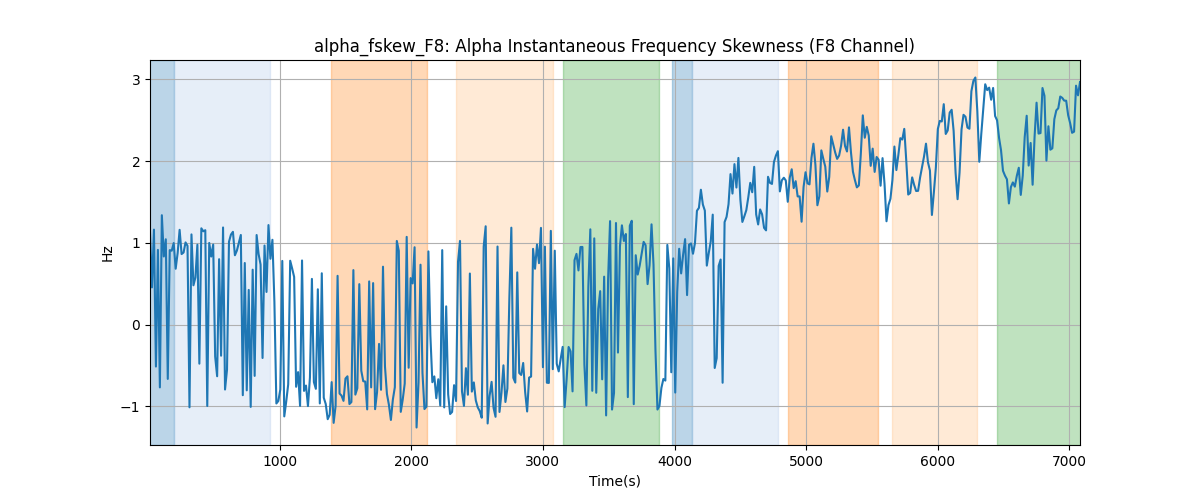 alpha_fskew_F8: Alpha Instantaneous Frequency Skewness (F8 Channel)
3
2
1
0
−1
Hz
1000 2000 3000 4000 5000 6000 7000
Time(s)